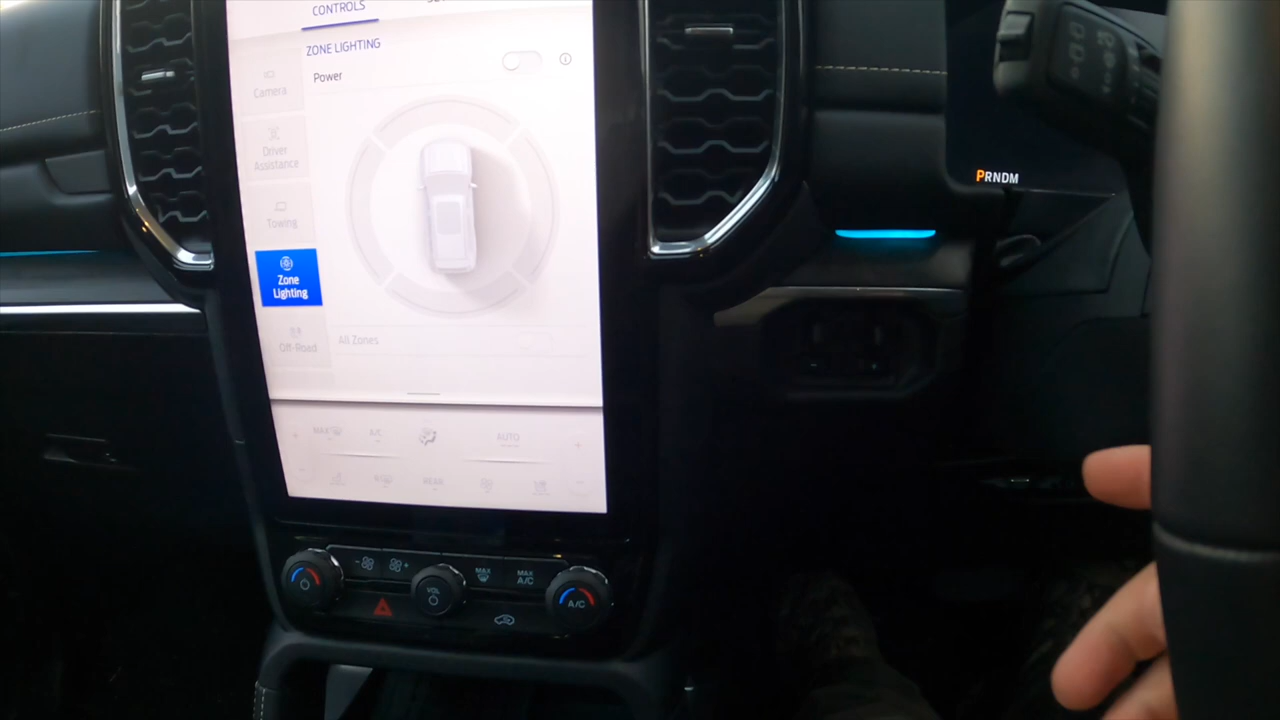 CONTROLS
ZONE LIGHTING
Power
Camera
Driver
Assistance
Towing
Zone
Lighting
Off-Road
All Zones
MAX
A/C
AUTO
REAR
VOL
MAX
MAX
A/C
A/C
PRNDM